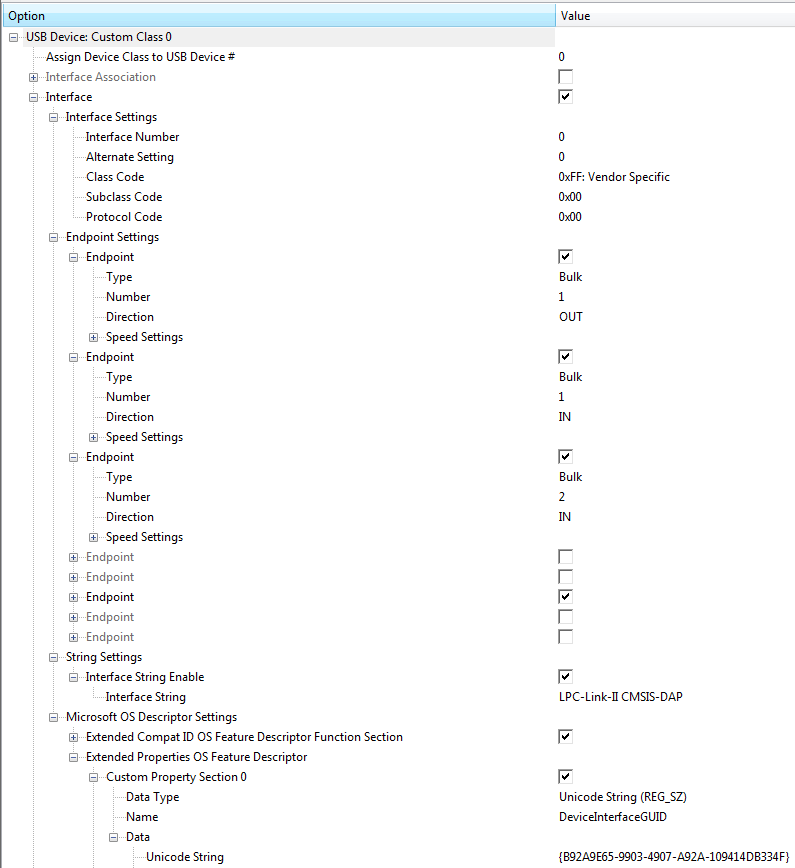 Option Value
USB Device: Custom Class 0
Assign Device Class to USB Device # 0
Interface Association
Interface
Interface Settings
Interface Number 0
Alternate Setting 0
Class Code 0xFF: Vendor Specific
Subclass Code 0x00
Protocol Code 0x00
Endpoint Settings
Endpoint
Type Bulk
Number 1
Direction OUT
Speed Settings
Endpoint
Type Bulk
Number 1
Direction IN
Speed Settings
Endpoint
Type Bulk
Number 2
Direction IN
Speed Settings
Endpoint
Endpoint
Endpoint
Endpoint
Endpoint
String Settings
Interface String Enable
Interface String LPC-Link-II CMSIS-DAP
Microsoft OS Descriptor Settings
Extended Compat ID OS Feature Descriptor Function Section
Extended Properties OS Feature Descriptor
Custom Property Section 0
Data Type Unicode String (REG_SZ)
Name DeviceInterfaceGUID
Data
Unicode String {B92A9E65-9903-4907-A92A-109414DB334F}